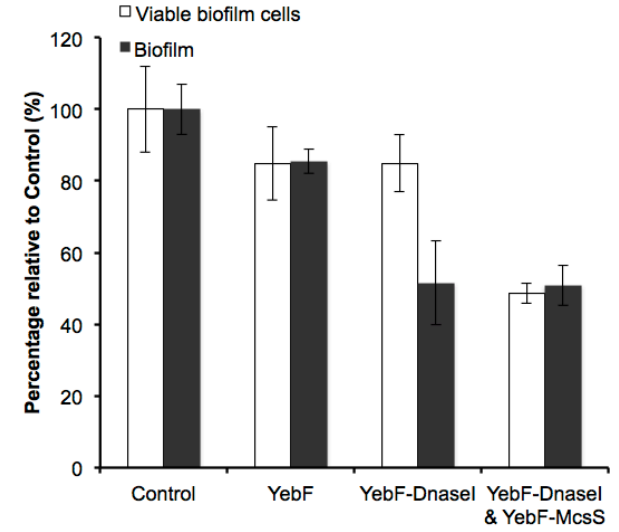 Viable biofilm cells
Biofilm
Percentage relative to Control (%)
120
100
80
60
40
20
0
Control YebF YebF-DnaseI YebF-DnaseI
& YebF-McsS